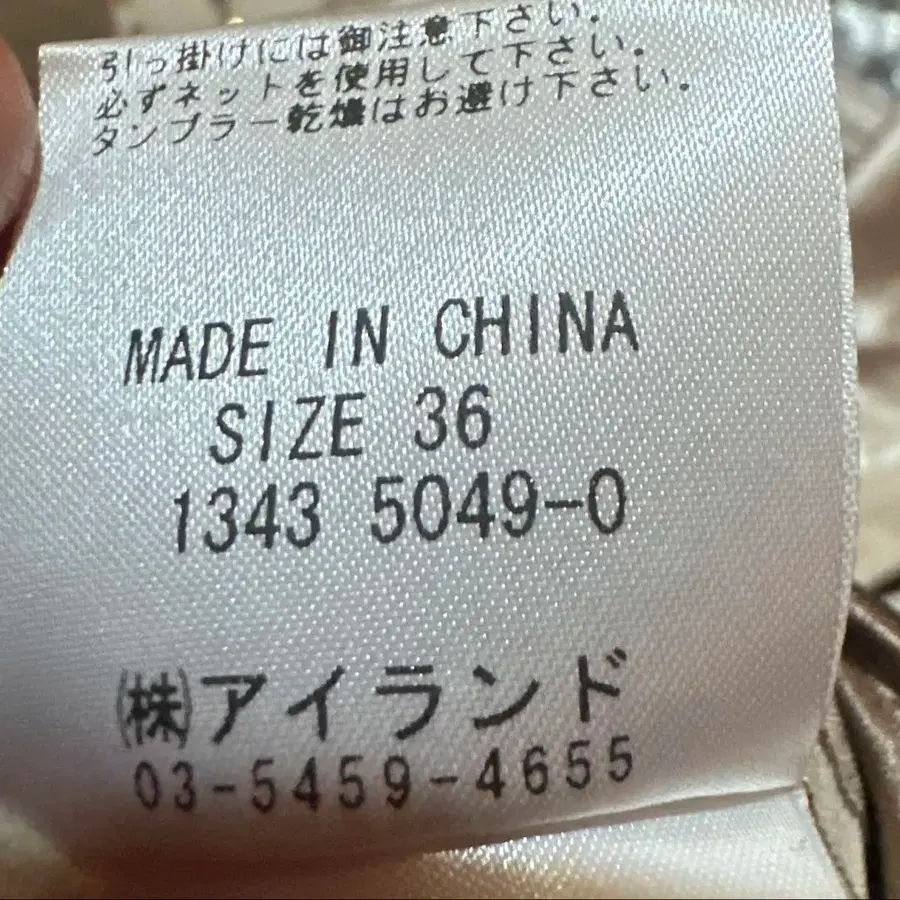 引っ掛けには御注意下さい.
必ずネットを使用して下さい.
タンブラー乾燥はお避け下さい.
MADE IN CHINA
SIZE 36
1343 5049-0
㈱アイランド
03-5459-4655